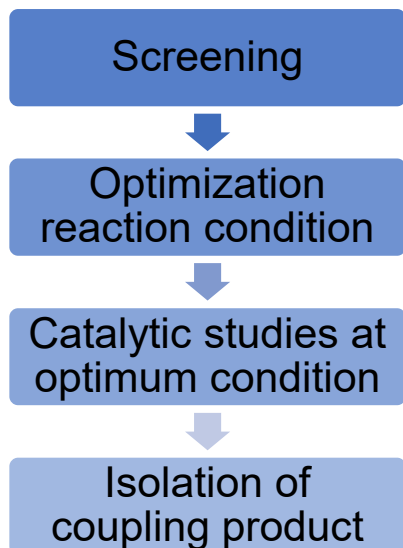 Screening
Optimization
reaction condition
Catalytic studies at
optimum condition
Isolation of
coupling product